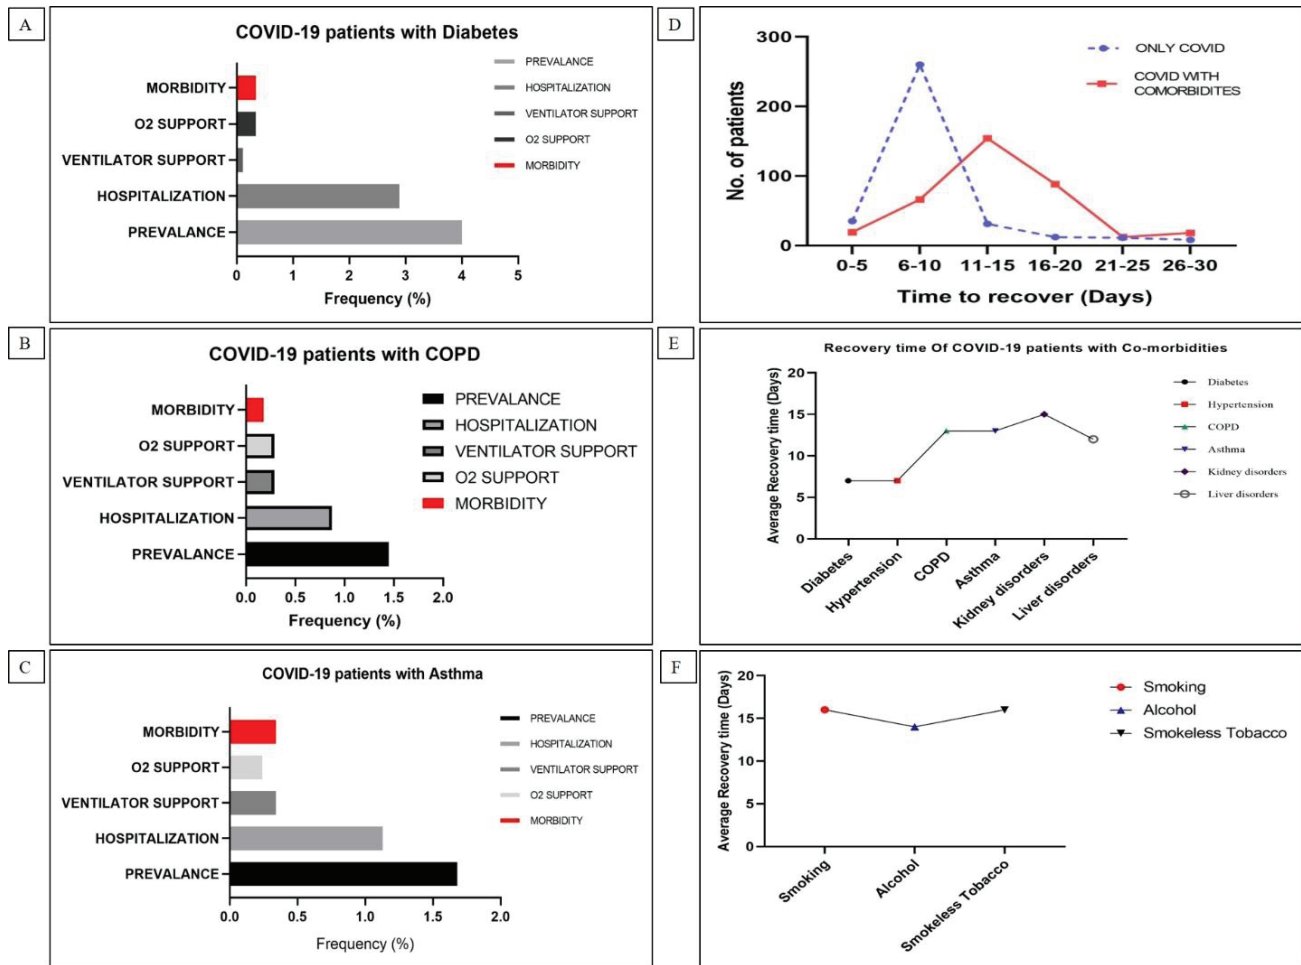 A
COVID-19 patients with Diabetes
MORBIDITY
O2 SUPPORT
VENTILATOR SUPPORT
HOSPITALIZATION
PREVALANCE
0 1 2 3 4 5
Frequency (%)
PREVALANCE
HOSPITALIZATION
VENTILATOR SUPPORT
O2 SUPPORT
MORBIDITY
B
COVID-19 patients with COPD
MORBIDITY
O2 SUPPORT
VENTILATOR SUPPORT
HOSPITALIZATION
PREVALANCE
0.0 0.5 1.0 1.5 2.0
Frequency (%)
PREVALANCE
HOSPITALIZATION
VENTILATOR SUPPORT
O2 SUPPORT
MORBIDITY
C
COVID-19 patients with Asthma
MORBIDITY
O2 SUPPORT
VENTILATOR SUPPORT
HOSPITALIZATION
PREVALANCE
0.0 0.5 1.0 1.5 2.0
Frequency (%)
PREVALANCE
HOSPITALIZATION
VENTILATOR SUPPORT
O2 SUPPORT
MORBIDITY
D
No. of patients
300
200
100
0
0-5 6-10 11-15 16-20 21-25 26-30
Time to recover (Days)
ONLY COVID
COVID WITH
COMORBIDITES
E
Recovery time Of COVID-19 patients with Co-morbidities
Average Recovery time (Days)
20
15
10
5
0
Diabetes
Hypertension
COPD
Asthma
Kidney disorders
Liver disorders
Diabetes
Hypertension
COPD
Asthma
Kidney disorders
Liver disorders
F
Average Recovery time (Days)
20
15
10
5
0
Smoking
Alcohol
Smokeless Tobacco
Smoking
Alcohol
Smokeless Tobacco